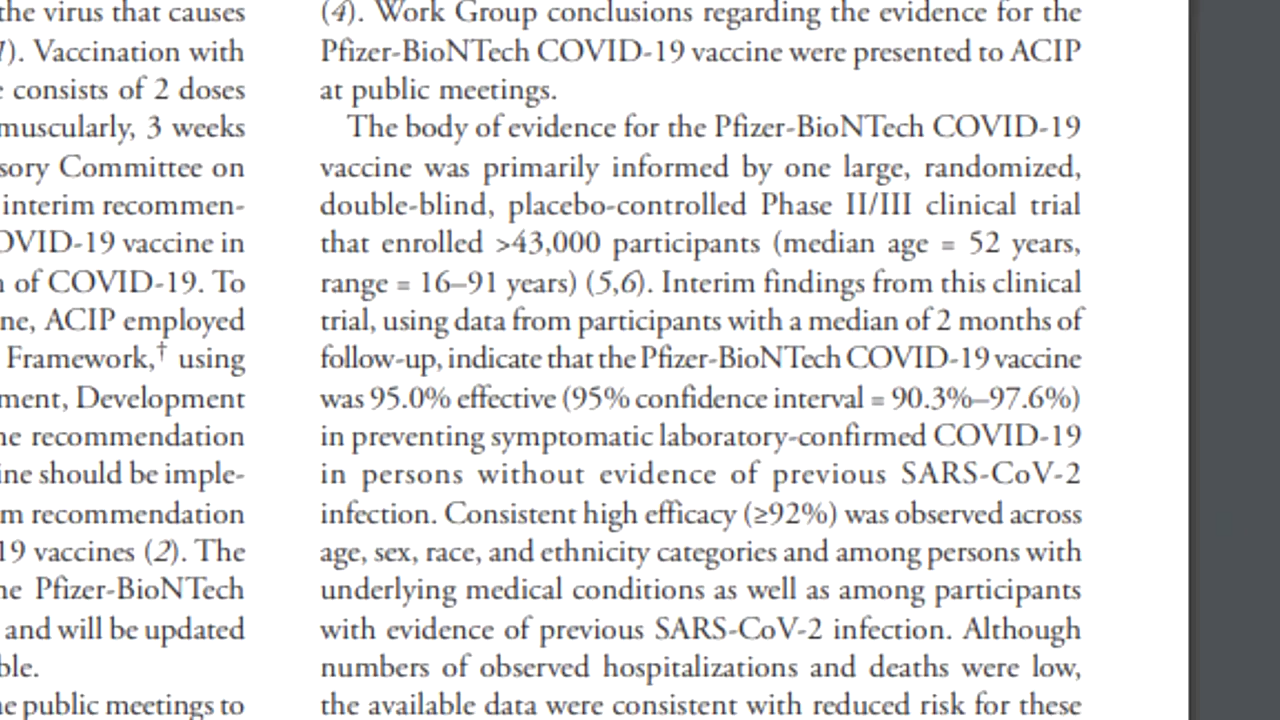 the virus that causes
). Vaccination with
consists of 2 doses
muscularly, 3 weeks
sory Committee on
interim recommen-
OVID-19 vaccine in
of COVID-19. To
ne, ACIP employed
Framework,† using
ment, Development
he recommendation
ine should be imple-
m recommendation
19 vaccines (2). The
he Pfizer-BioNTech
and will be updated
ble.
e public meetings to
(4). Work Group conclusions regarding the evidence for the
Pfizer-BioNTech COVID-19 vaccine were presented to ACIP
at public meetings.
The body of evidence for the Pfizer-BioNTech COVID-19
vaccine was primarily informed by one large, randomized,
double-blind, placebo-controlled Phase II/III clinical trial
that enrolled >43,000 participants (median age = 52 years,
range = 16–91 years) (5,6). Interim findings from this clinical
trial, using data from participants with a median of 2 months of
follow-up, indicate that the Pfizer-BioNTech COVID-19 vaccine
was 95.0% effective (95% confidence interval = 90.3%–97.6%)
in preventing symptomatic laboratory-confirmed COVID-19
in persons without evidence of previous SARS-CoV-2
infection. Consistent high efficacy (≥92%) was observed across
age, sex, race, and ethnicity categories and among persons with
underlying medical conditions as well as among participants
with evidence of previous SARS-CoV-2 infection. Although
numbers of observed hospitalizations and deaths were low,
the available data were consistent with reduced risk for these